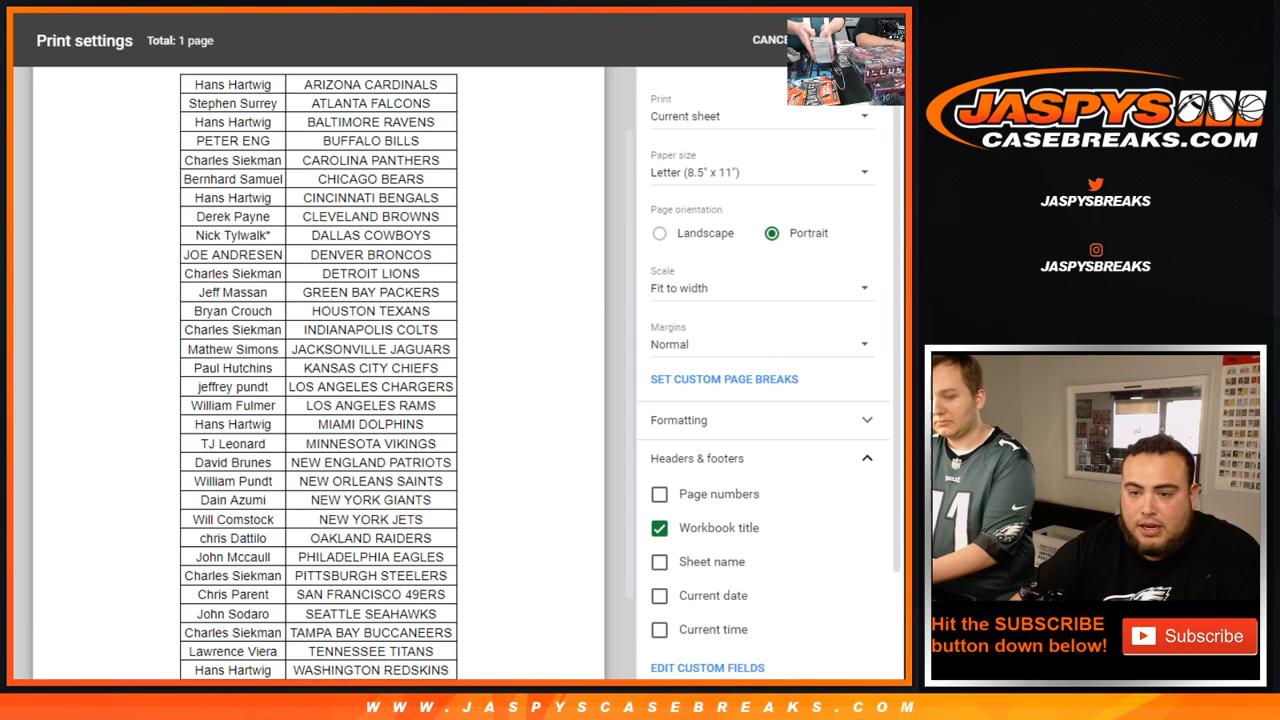 Print settings Total: 1 page
CANCE
Hans Hartwig ARIZONA CARDINALS
Stephen Surrey ATLANTA FALCONS
Hans Hartwig BALTIMORE RAVENS
PETER ENG BUFFALO BILLS
Charles Siekman CAROLINA PANTHERS
Bernhard Samuel CHICAGO BEARS
Hans Hartwig CINCINNATI BENGALS
Derek Payne CLEVELAND BROWNS
Nick Tylwalk* DALLAS COWBOYS
JOE ANDRESEN DENVER BRONCOS
Charles Siekman DETROIT LIONS
Jeff Massan GREEN BAY PACKERS
Bryan Crouch HOUSTON TEXANS
Charles Siekman INDIANAPOLIS COLTS
Mathew Simons JACKSONVILLE JAGUARS
Paul Hutchins KANSAS CITY CHIEFS
jeffrey pundt LOS ANGELES CHARGERS
William Fulmer LOS ANGELES RAMS
Hans Hartwig MIAMI DOLPHINS
TJ Leonard MINNESOTA VIKINGS
David Brunes NEW ENGLAND PATRIOTS
William Pundt NEW ORLEANS SAINTS
Dain Azumi NEW YORK GIANTS
Will Comstock NEW YORK JETS
chris Dattilo OAKLAND RAIDERS
John Mccaull PHILADELPHIA EAGLES
Charles Siekman PITTSBURGH STEELERS
Chris Parent SAN FRANCISCO 49ERS
John Sodaro SEATTLE SEAHAWKS
Charles Siekman TAMPA BAY BUCCANEERS
Lawrence Viera TENNESSEE TITANS
Hans Hartwig WASHINGTON REDSKINS
Print
Current sheet
Paper size
Letter (8.5" x 11")
Page orientation
Landscape Portrait
Scale
Fit to width
Margins
Normal
SET CUSTOM PAGE BREAKS
Formatting
Headers & footers
Page numbers
Workbook title
Sheet name
Current date
Current time
EDIT CUSTOM FIELDS
JASPYS
CASEBREAKS.COM
JASPYSBREAKS
JASPYSBREAKS
Hit the SUBSCRIBE
button down below!
Subscribe
WWW.JASPYSCASEBREAKS.COM